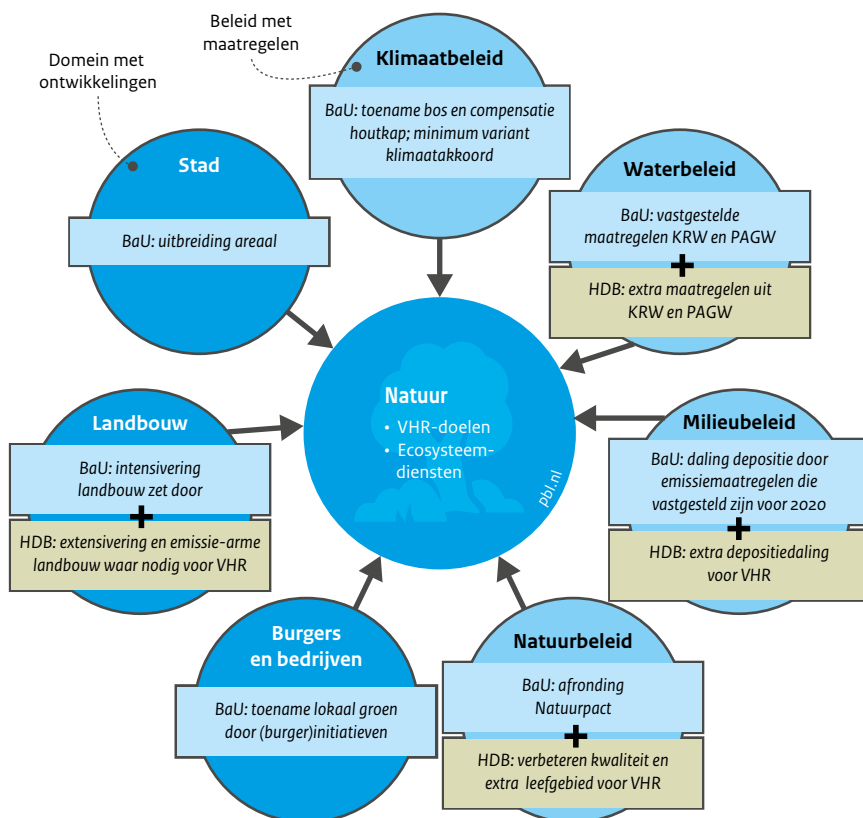 Beleid met
maatregelen
Domein met
ontwikkelingen
Klimaatbeleid
BaU: toename bos en compensatie
houtkap; minimum variant
klimaatakkoord
Stad
BaU: uitbreiding areaal
Waterbeleid
BaU: vastgestelde
maatregelen KRW en PAGW
+
HDB: extra maatregelen uit
KRW en PAGW
Natuur
• VHR-doelen
• Ecosysteem-
diensten
pbl.nl
Landbouw
BaU: intensivering
landbouw zet door
+
HDB: extensivering en emissie-arme
landbouw waar nodig voor VHR
Milieubeleid
BaU: daling depositie door
emissiemaatregelen die
vastgesteld zijn voor 2020
+
HDB: extra depositiedaling
voor VHR
Burgers
en bedrijven
BaU: toename lokaal groen
door (burger)initiatieven
Natuurbeleid
BaU: afronding
Natuurpact
+
HDB: verbeteren kwaliteit en
extra leefgebied voor VHR